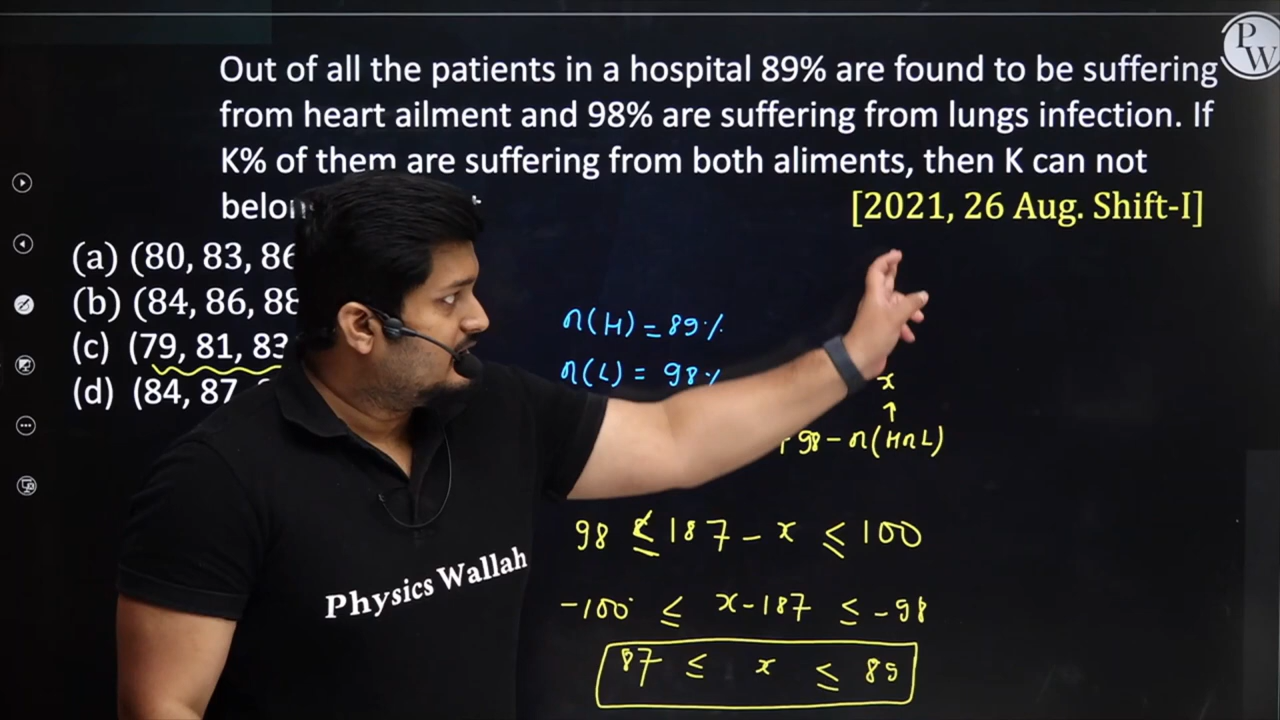 PW
Out of all the patients in a hospital 89% are found to be suffering
from heart ailment and 98% are suffering from lungs infection. If
K% of them are suffering from both aliments, then K can not
[2021, 26 Aug. Shift-I]
(a) (80, 83, 86
(b) (84, 86, 88
(c) (79, 81, 83
(d) (84, 87,
n(H) = 89%
n(L) = 98%
x
↑
98 - n(H∩L)
98 ≤ 187 - x ≤ 100
-100 ≤ x - 187 ≤ -98
87 ≤ x ≤ 89
Physics Wallah